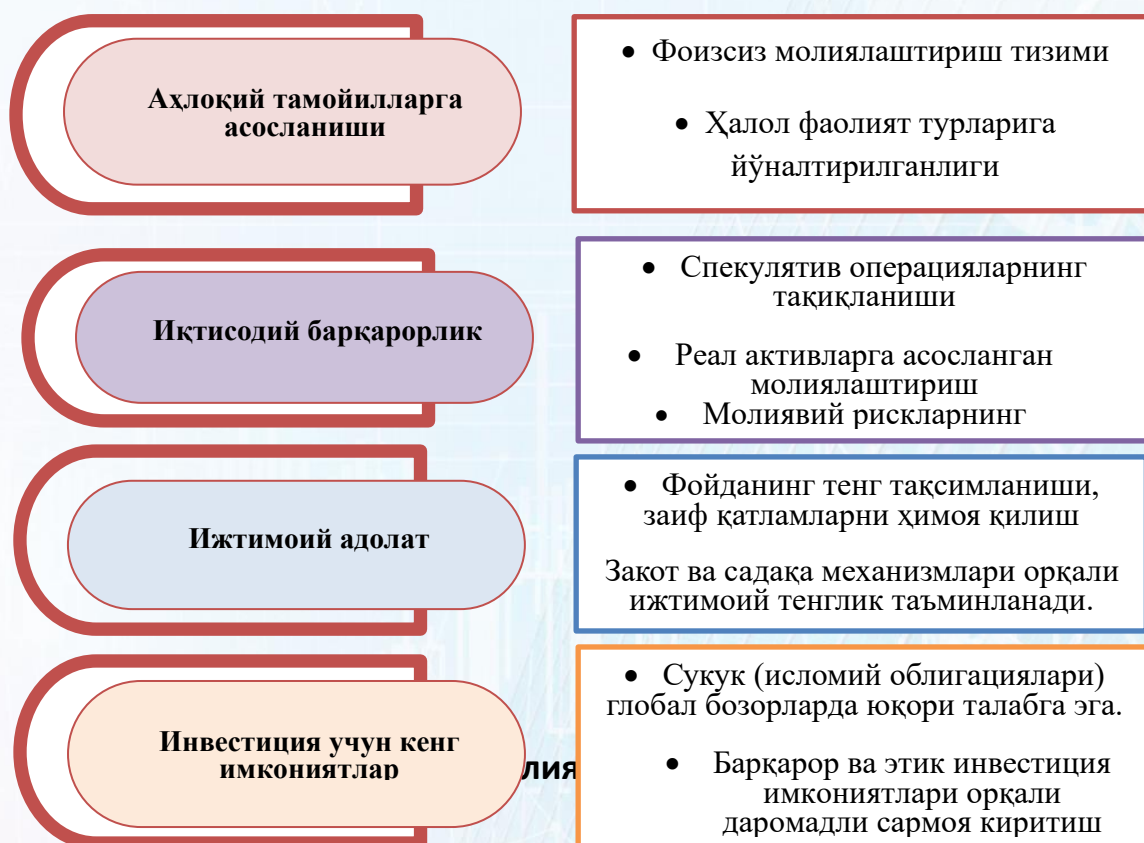 Аҳлоқий тамойилларга
асосланиши
• Фоизсиз молиялаштириш тизими
• Ҳалол фаолият турларига
йўналтирилганлиги
Иқтисодий барқарорлик
• Спекулятив операцияларнинг
тақиқланиши
• Реал активларга асосланган
молиялаштириш
• Молиявий рискларнинг
Ижтимоий адолат
• Фойданинг тенг тақсимланиши,
заиф қатламларни ҳимоя қилиш
Закот ва садақа механизмлари орқали
ижтимоий тенглик таъминланади.
Инвестиция учун кенг
имкониятлар
лия
• Сукук (исломий облигациялари)
глобал бозорларда юқори талабга эга.
• Барқарор ва этик инвестиция
имкониятлари орқали
даромадли сармоя киритиш